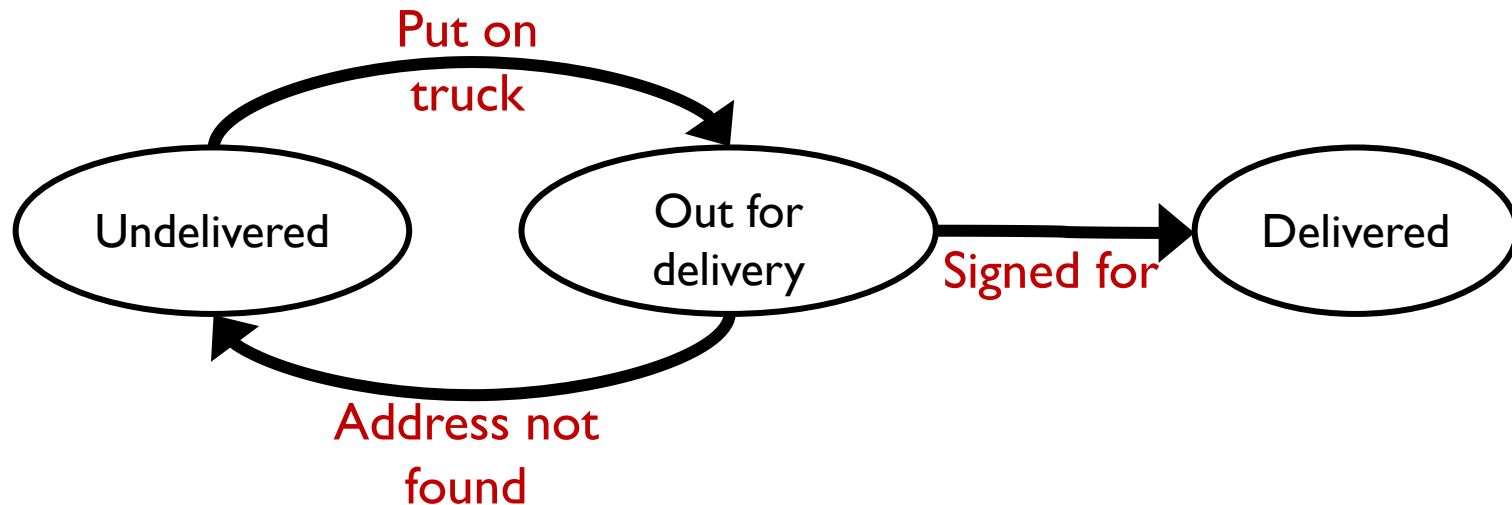 Put on
truck
Undelivered
Out for
delivery
Signed for
Delivered
Address not
found